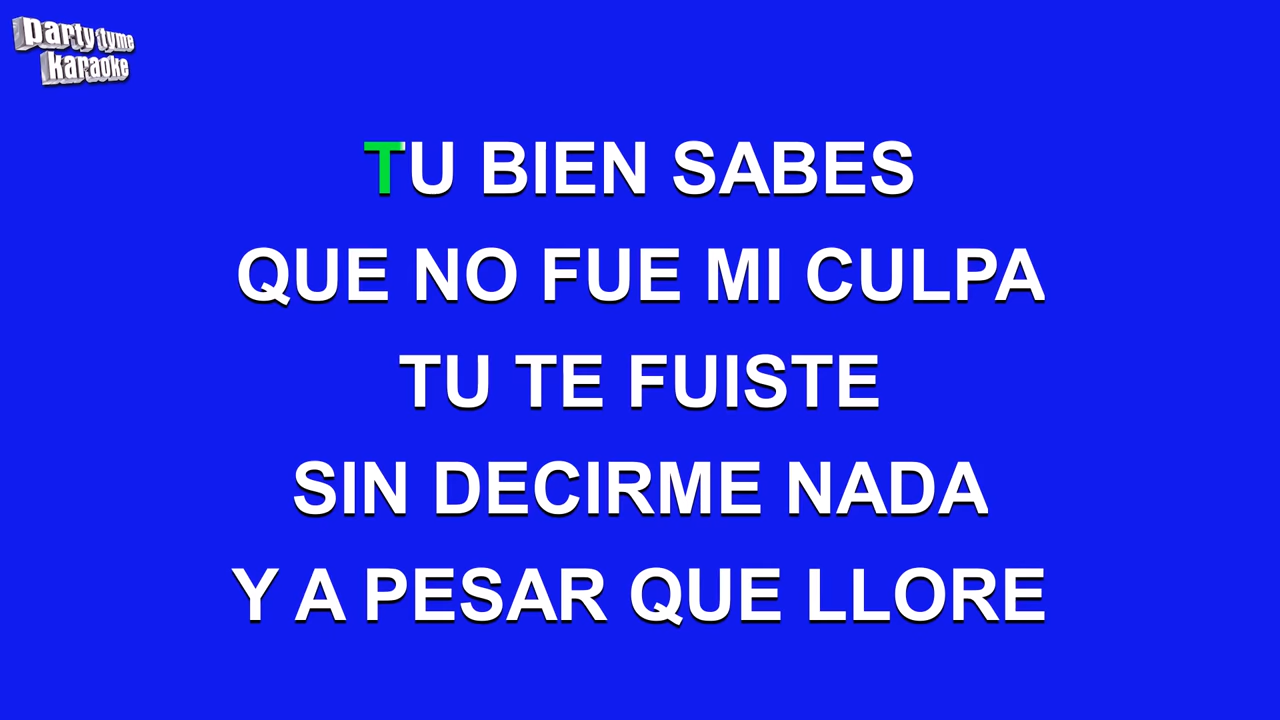 party tyme
karaoke
TU BIEN SABES
QUE NO FUE MI CULPA
TU TE FUISTE
SIN DECIRME NADA
Y A PESAR QUE LLORE